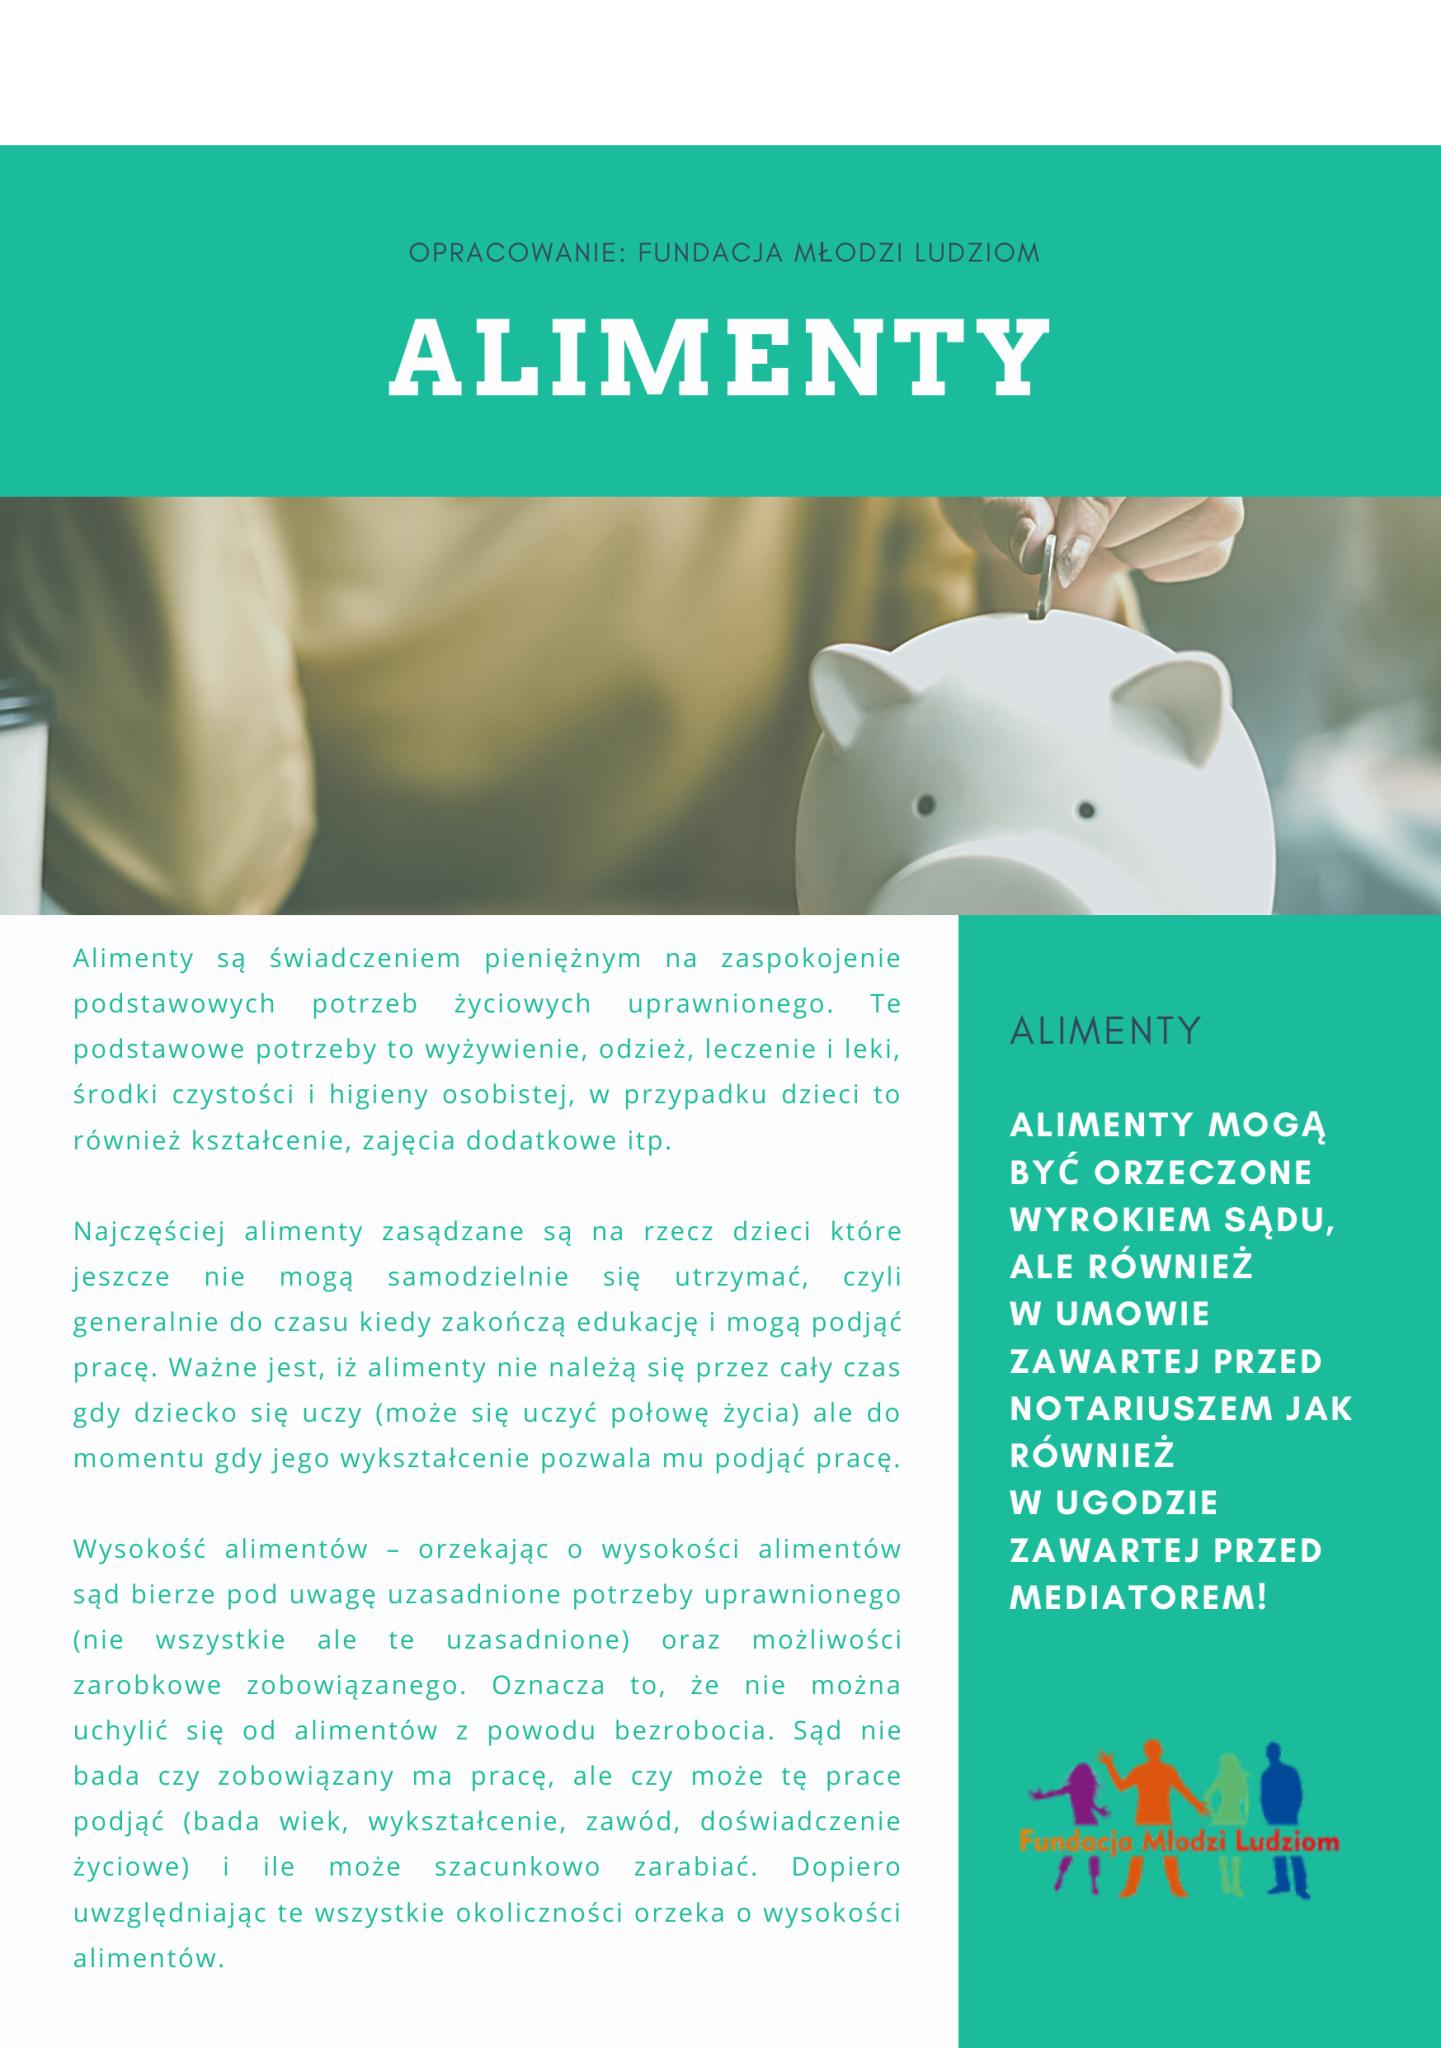 OPRACOWANIE: FUNDACJA MŁODZI LUDZIOM
ALIMENTY
Alimenty są świadczeniem pieniężnym na zaspokojenie
podstawowych potrzeb życiowych uprawnionego. Te
podstawowe potrzeby to wyżywienie, odzież, leczenie i leki,
środki czystości i higieny osobistej, w przypadku dzieci to
również kształcenie, zajęcia dodatkowe itp.
Najczęściej alimenty zasądzane są na rzecz dzieci które
jeszcze nie mogą samodzielnie się utrzymać, czyli
generalnie do czasu kiedy zakończą edukację i mogą podjąć
pracę. Ważne jest, iż alimenty nie należą się przez cały czas
gdy dziecko się uczy (może się uczyć połowę życia) ale do
momentu gdy jego wykształcenie pozwala mu podjąć pracę.
Wysokość alimentów – orzekając o wysokości alimentów
sąd bierze pod uwagę uzasadnione potrzeby uprawnionego
(nie wszystkie ale te uzasadnione) oraz możliwości
zarobkowe zobowiązanego. Oznacza to, że nie można
uchylić się od alimentów z powodu bezrobocia. Sąd nie
bada czy zobowiązany ma pracę, ale czy może tę prace
podjąć (bada wiek, wykształcenie, zawód, doświadczenie
życiowe) i ile może szacunkowo zarabiać. Dopiero
uwzględniając te wszystkie okoliczności orzeka o wysokości
alimentów.
ALIMENTY
ALIMENTY MOGĄ
BYĆ ORZECZONE
WYROKIEM SĄDU,
ALE RÓWNIEŻ
W UMOWIE
ZAWARTEJ PRZED
NOTARIUSZEM JAK
RÓWNIEŻ
W UGODZIE
ZAWARTEJ PRZED
MEDIATOREM!
Fundacja Młodzi Ludziom